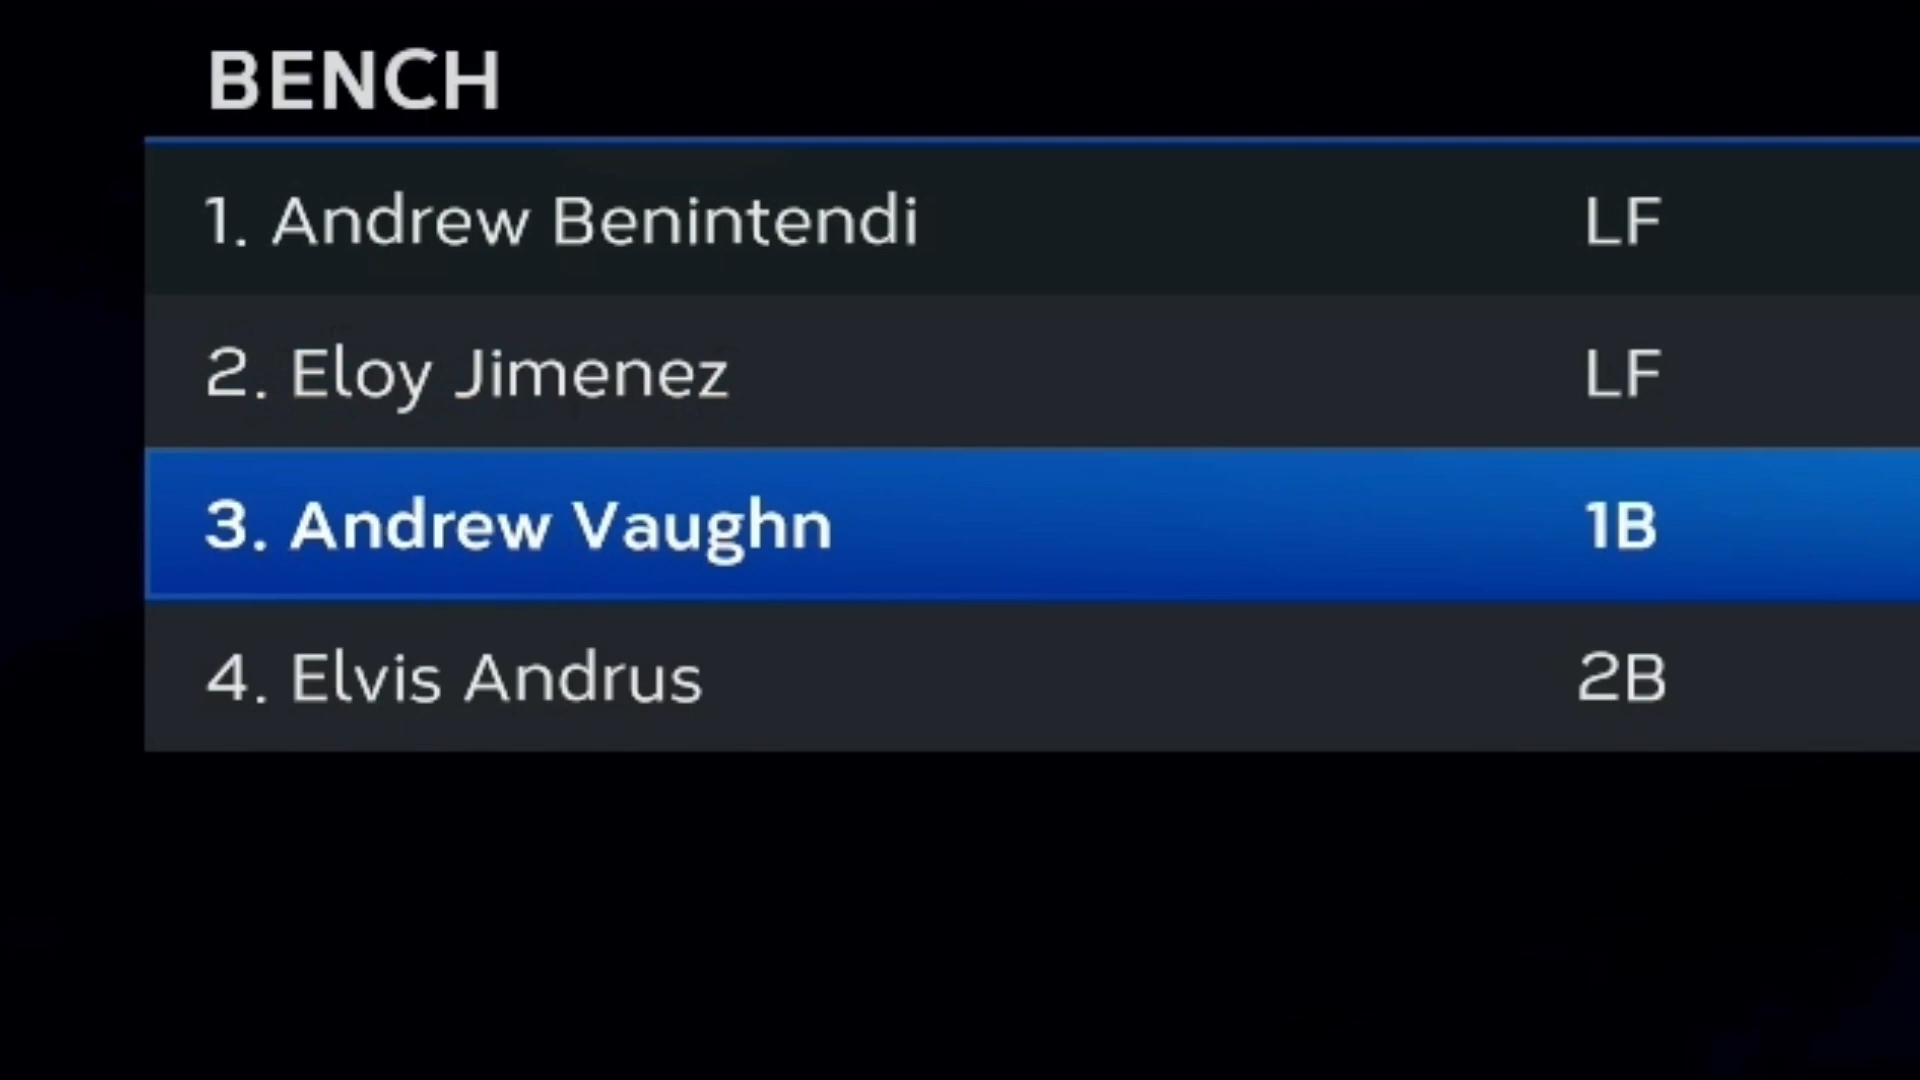 BENCH
1. Andrew Benintendi LF
2. Eloy Jimenez LF
3. Andrew Vaughn 1B
4. Elvis Andrus 2B